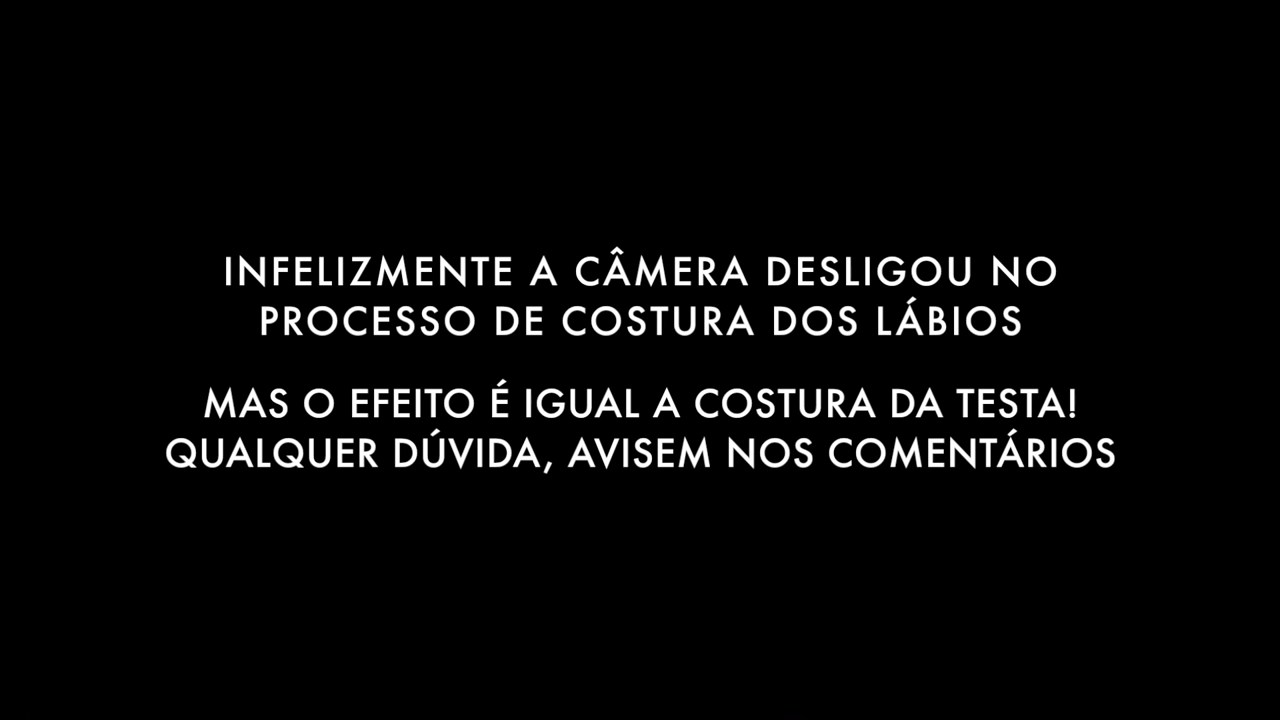 INFELIZMENTE A CÂMERA DESLIGOU NO
PROCESSO DE COSTURA DOS LÁBIOS
MAS O EFEITO É IGUAL A COSTURA DA TESTA!
QUALQUER DÚVIDA, AVISEM NOS COMENTÁRIOS